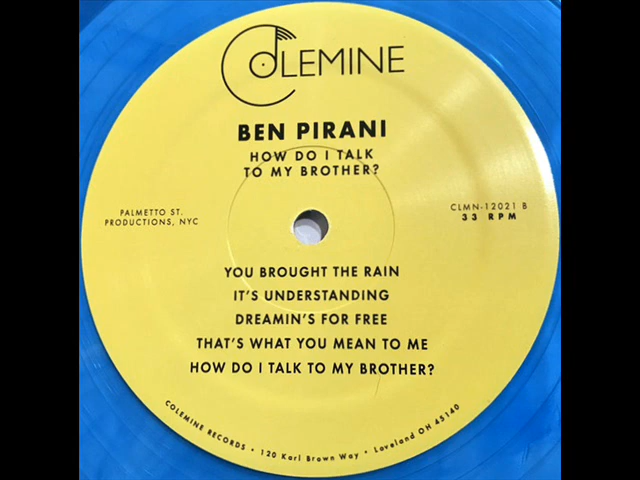 COLEMINE
BEN PIRANI
HOW DO I TALK
TO MY BROTHER?
PALMETTO ST.
PRODUCTIONS, NYC
CLMN-12021 B
33 RPM
YOU BROUGHT THE RAIN
IT'S UNDERSTANDING
DREAMIN'S FOR FREE
THAT'S WHAT YOU MEAN TO ME
HOW DO I TALK TO MY BROTHER?
COLEMINE RECORDS • 120 Karl Brown Way • Loveland OH 45140